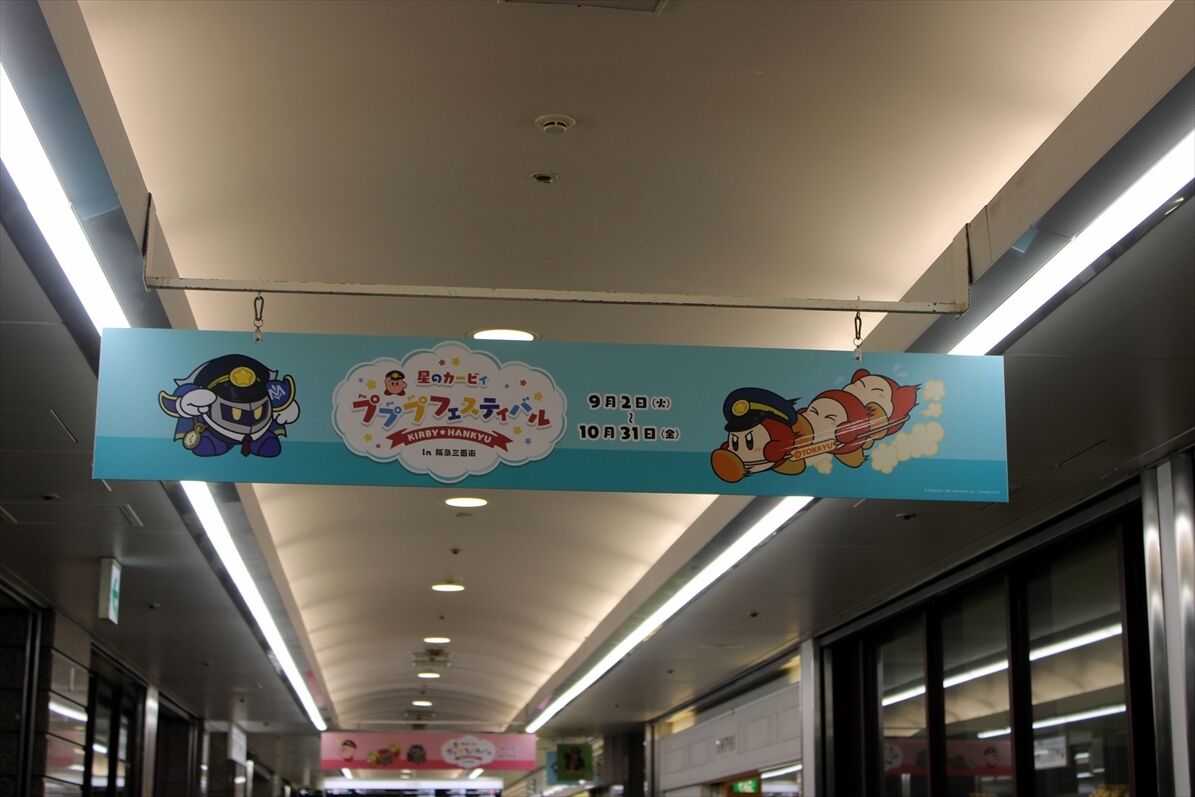 星のカービィ
プププフェスティバル
KIRBY★HANKYU
in 阪急三番街
9月2日(火)
~
10月31日(金)
TOKKYU
M